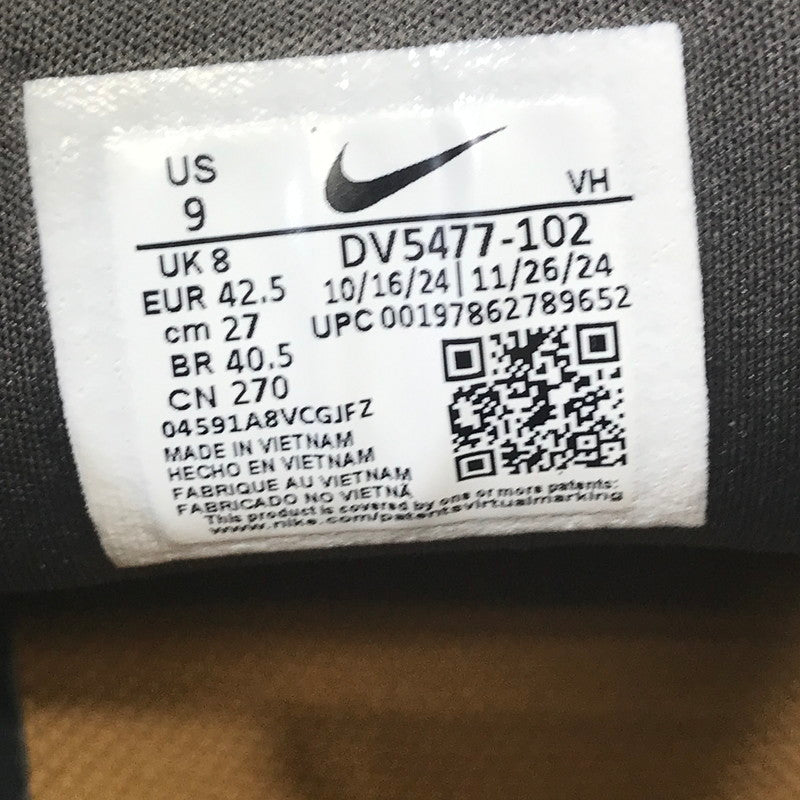 US
9
VH
UK 8
EUR 42.5
cm 27
BR 40.5
CN 270
04591A8VCGJFZ
DV5477-102
10/16/24 | 11/26/24
UPC 00197862789652
MADE IN VIETNAM
HECHO EN VIETNAM
FABRIQUE AU VIETNAM
FABRICADO NO VIETNÃ
This product is covered by one or more patents:
www.nike.com/patentsvirtualmarking